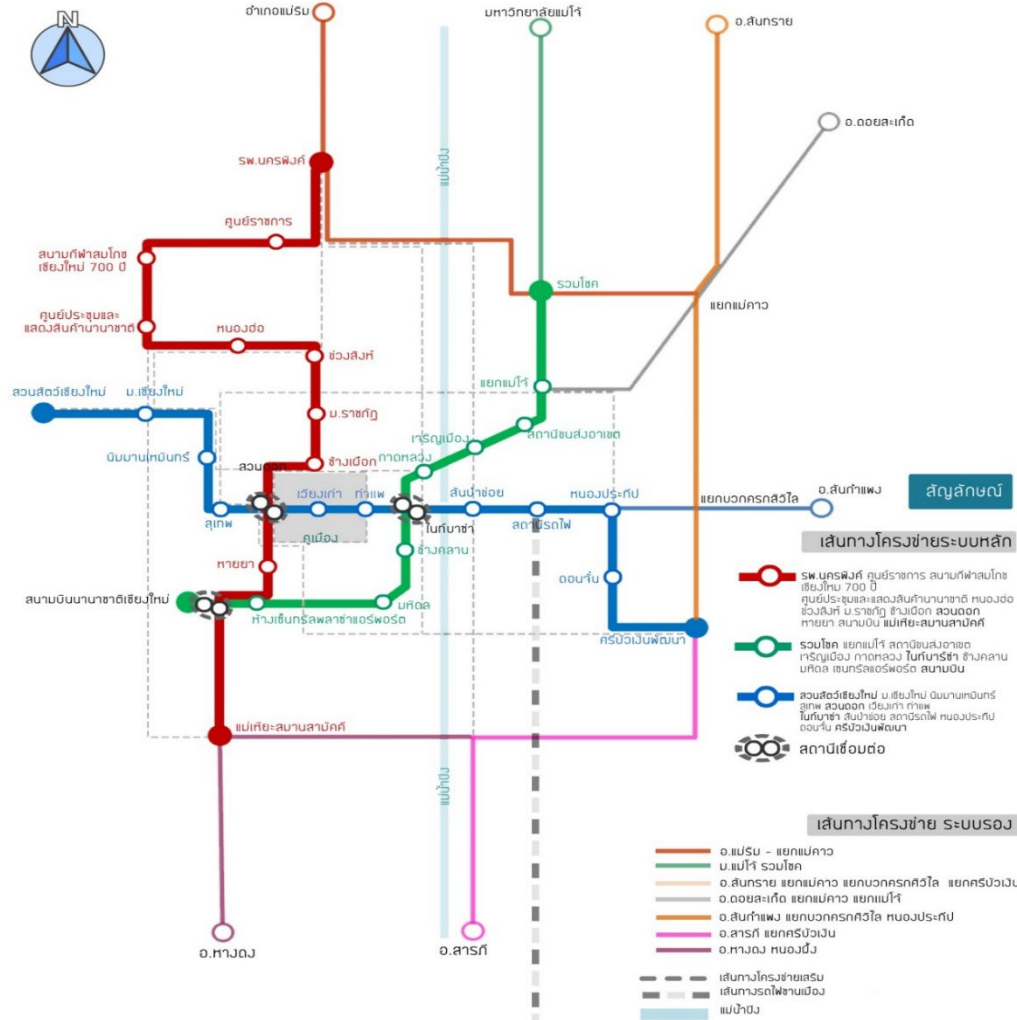 N
อำเภอแม่ริม
มหาวิทยาลัยแม่โจ้
อ.สันทราย
อ.ดอยสะเก็ด
แม่น้ำปิง
รพ.นครพิงค์
ศูนย์ราชการ
สนามกีฬาสมโภช
เชียงใหม่ 700 ปี
รวมโชค
แยกแม่คาว
ศูนย์ประชุมและ
แสดงสินค้านานาชาติ
หนองฮ่อ
ช่วงสิงห์
สวนสัตว์เชียงใหม่
ม.เชียงใหม่
แยกแม่โจ้
ม.ราชภัฏ
สถานีขนส่งอาเขต
เจริญเมือง
นิมมานเหมินทร์
สวนดอก
ช้างเผือก
กาดหลวง
เวียงเก่า
ท่าแพ
สันป่าข่อย
หนองประทีป
แยกบวกครกศิวิไล
อ.สันกำแพง
สุเทพ
คูเมือง
ไนท์บาซ่า
สถานีรถไฟ
ช้างคลาน
หายยา
ดอนจั่น
สนามบินนานาชาติเชียงใหม่
ห้างเซ็นทรัลพลาซ่าแอร์พอร์ต
มหิดล
ศรีบัวเงินพัฒนา
แม่เหียะสมานสามัคคี
แม่น้ำปิง
อ.หางดง
อ.สารภี
สัญลักษณ์
เส้นทางโครงข่ายระบบหลัก
รพ.นครพิงค์ ศูนย์ราชการ สนามกีฬาสมโภช
เชียงใหม่ 700 ปี
ศูนย์ประชุมและแสดงสินค้านานาชาติ หนองฮ่อ
ช่วงสิงห์ ม.ราชภัฏ ช้างเผือก สวนดอก
หายยา สนามบิน แม่เหียะสมานสามัคคี
รวมโชค แยกแม่โจ้ สถานีขนส่งอาเขต
เจริญเมือง กาดหลวง ไนท์บาร์ซ่า ช้างคลาน
มหิดล เซนทรัลแอร์พอร์ต สนามบิน
สวนสัตว์เชียงใหม่ ม.เชียงใหม่ นิมมานเหมินทร์
สุเทพ สวนดอก เวียงเก่า ท่าแพ
ไนท์บาซ่า สันป่าข่อย สถานีรถไฟ หนองประทีป
ดอนจั่น ศรีบัวเงินพัฒนา
สถานีเชื่อมต่อ
เส้นทางโครงข่าย ระบบรอง
อ.แม่ริม - แยกแม่คาว
ม.แม่โจ้ รวมโชค
อ.สันทราย แยกแม่คาว แยกบวกครกศิวิไล แยกศรีบัวเงิน
อ.ดอยสะเก็ด แยกแม่คาว แยกแม่โจ้
อ.สันกำแพง แยกบวกครกศิวิไล หนองประทีป
อ.สารภี แยกศรีบัวเงิน
อ.หางดง หนองผึ้ง
เส้นทางโครงข่ายเสริม
เส้นทางรถไฟชานเมือง
แม่น้ำปิง